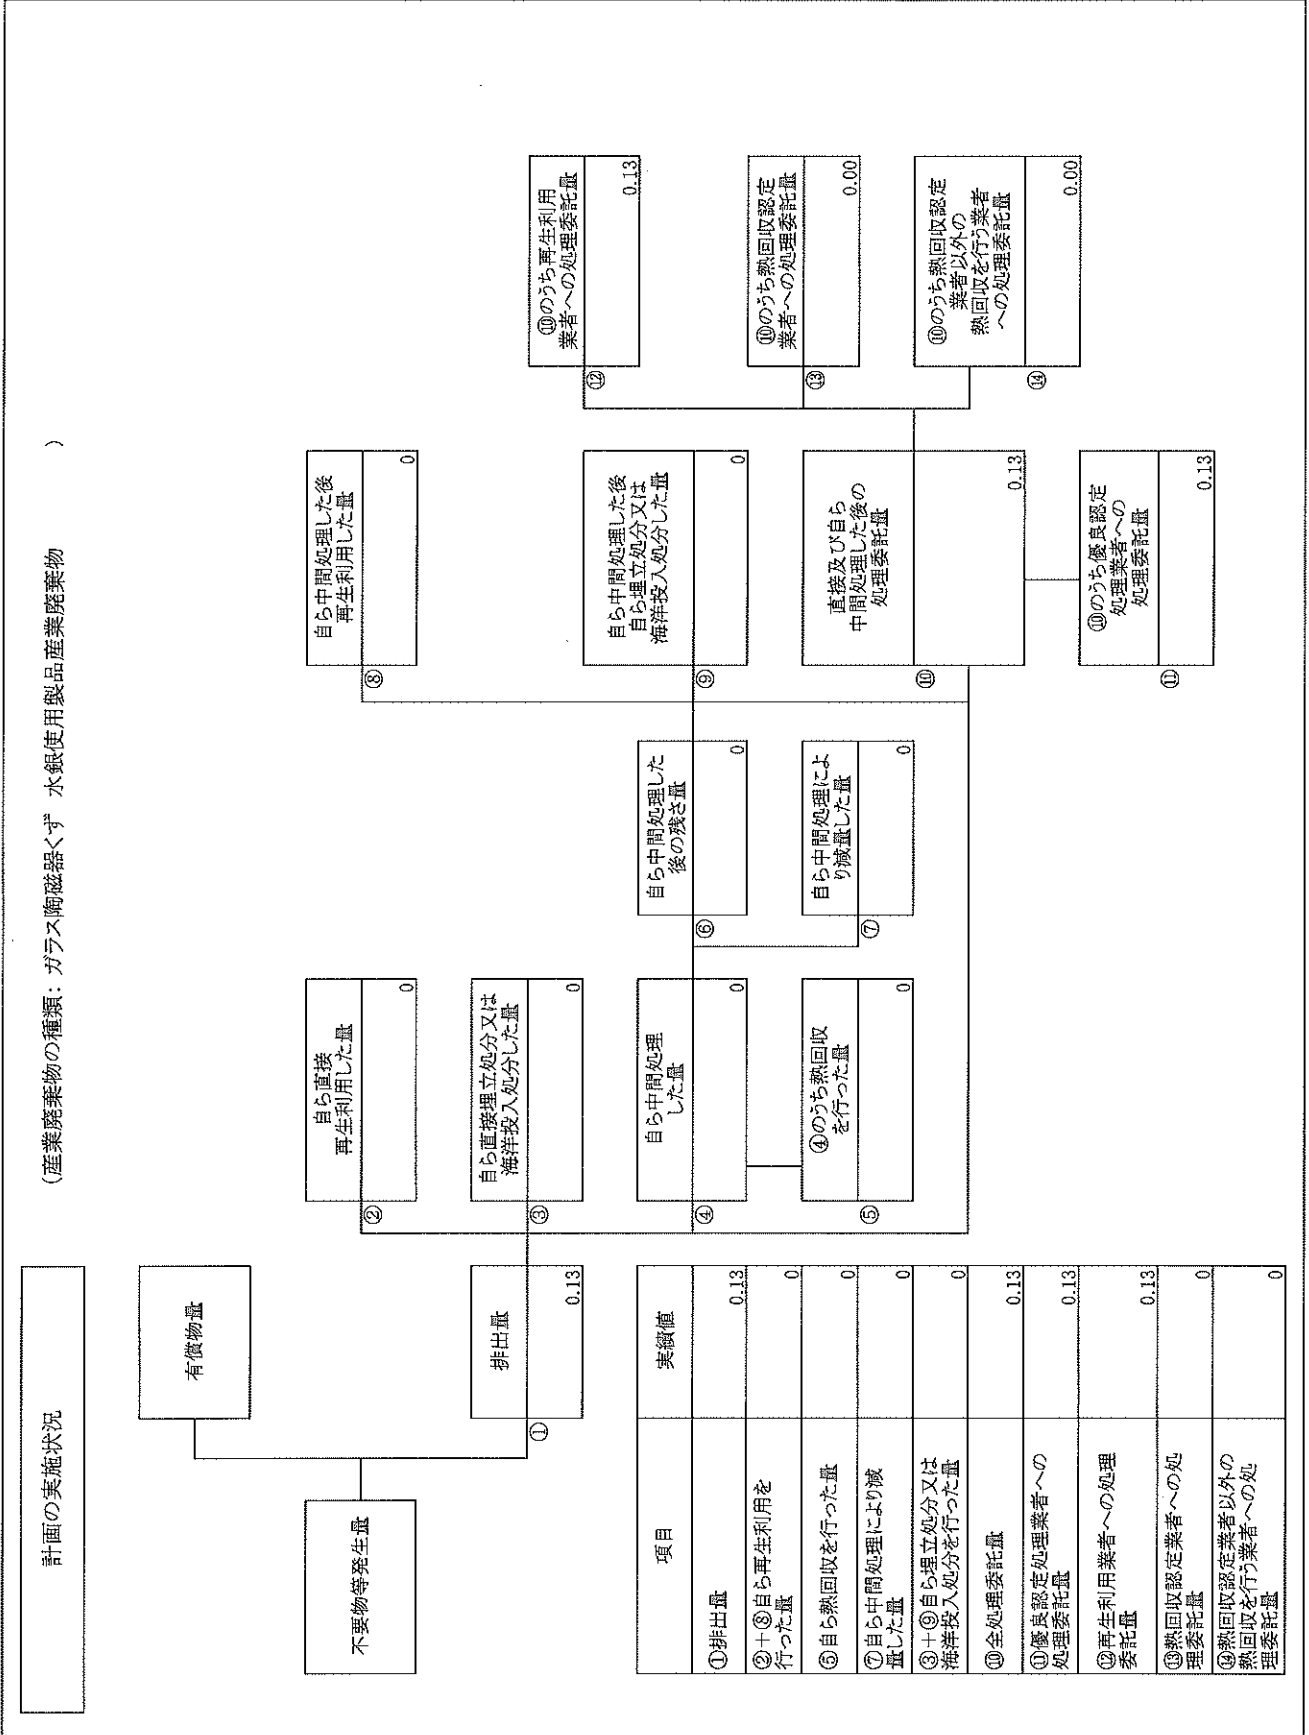 計画の実施状況
(産業廃棄物の種類: ガラス陶磁器くず 水銀使用製品産業廃棄物 )
不要物等発生量
有償物量
①
排出量
0.13
②
自ら直接
再生利用した量
0
③
自ら直接埋立処分又は
海洋投入処分した量
0
④
自ら中間処理
した量
0
⑤
④のうち熱回収
を行った量
0
⑥
自ら中間処理した
後の残さ量
0
⑦
自ら中間処理によ
り減量した量
0
⑧
自ら中間処理した後
再生利用した量
0
⑨
自ら中間処理した後
自ら埋立処分又は
海洋投入処分した量
0
⑩
直接及び自ら
中間処理した後の
処理委託量
0.13
⑪
⑩のうち優良認定
処理業者への
処理委託量
0.13
⑫
⑩のうち再生利用
業者への処理委託量
0.13
⑬
⑩のうち熱回収認定
業者への処理委託量
0.00
⑭
⑩のうち熱回収認定
業者以外の
熱回収を行う業者
への処理委託量
0.00
項目 実績値
①排出量 0.13
②+⑧自ら再生利用を
行った量 0
⑤自ら熱回収を行った量 0
⑦自ら中間処理により減
量した量 0
③+⑨自ら埋立処分又は
海洋投入処分を行った量 0
⑩全処理委託量 0.13
⑪優良認定処理業者への
処理委託量 0.13
⑫再生利用業者への処理
委託量 0.13
⑬熱回収認定業者への処
理委託量 0
⑭熱回収認定業者以外の
熱回収を行う業者への処
理委託量 0